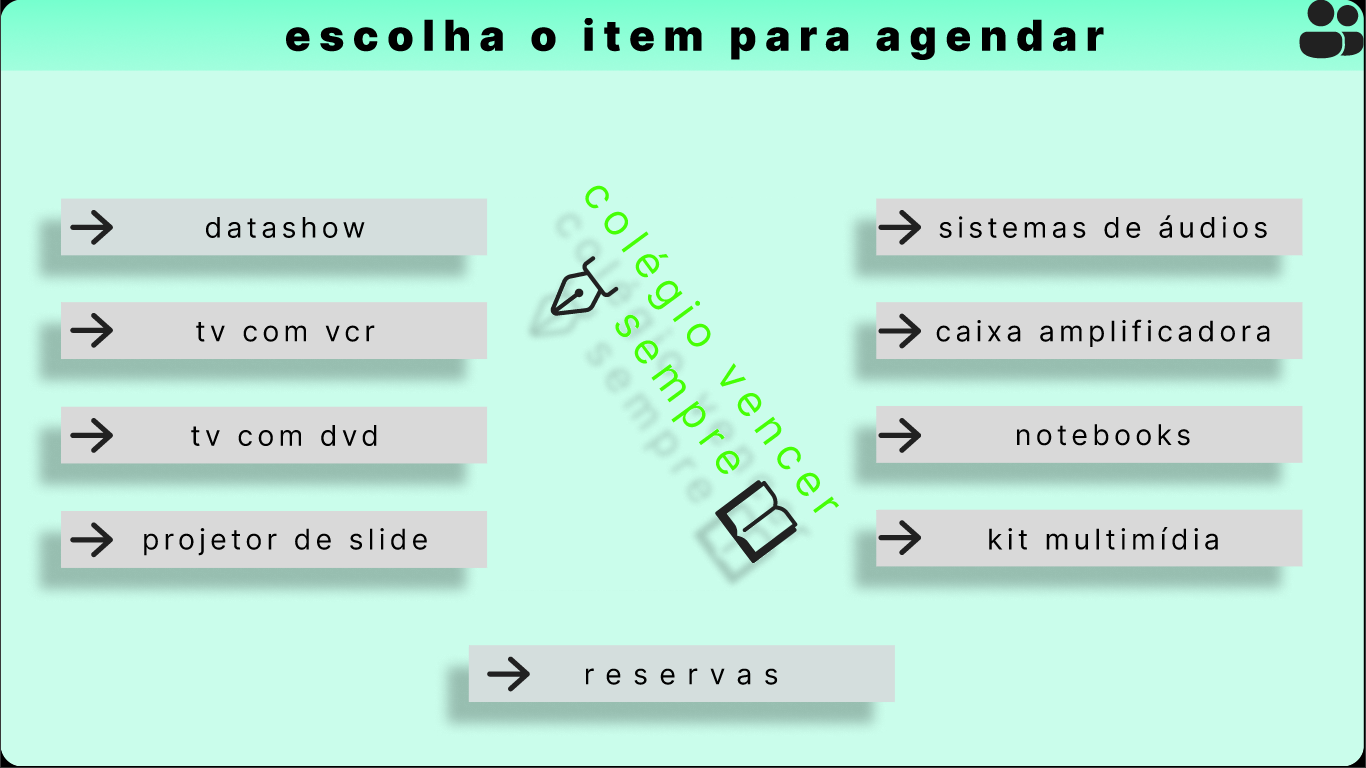 escolha o item para agendar
datashow
tv com vcr
tv com dvd
projetor de slide
colégio vencer
sempre
sistemas de áudios
caixa amplificadora
notebooks
kit multimídia
reservas